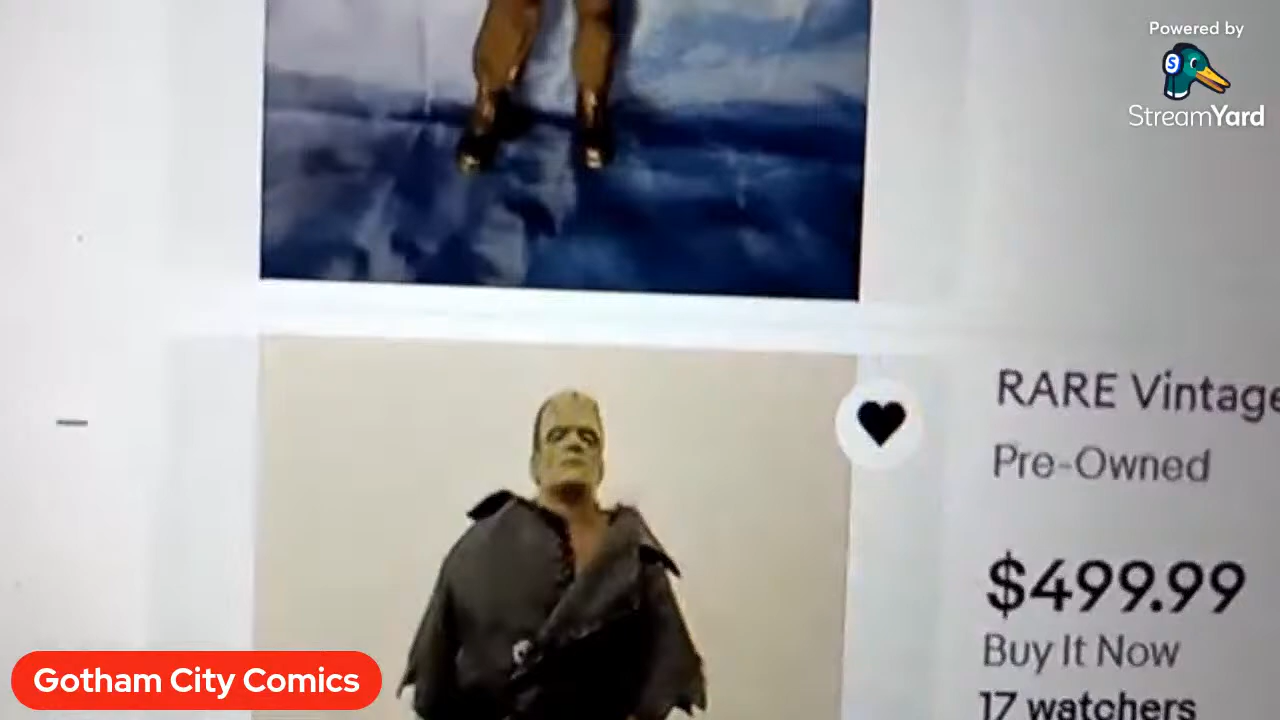 Powered by
S
StreamYard
RARE Vintage
Pre-Owned
$499.99
Buy It Now
17 watchers
Gotham City Comics